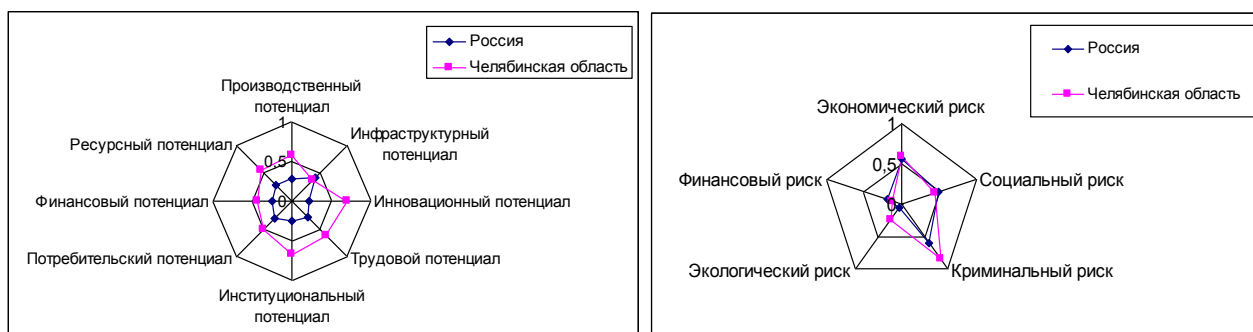 Россия
Челябинская область
Производственный
потенциал
Инфраструктурный
потенциал
Инновационный потенциал
Трудовой потенциал
Институциональный
потенциал
Потребительский потенциал
Финансовый потенциал
Ресурсный потенциал
1
0,5
0
Россия
Челябинская область
Экономический риск
Социальный риск
Криминальный риск
Экологический риск
Финансовый риск
1
0,5
0